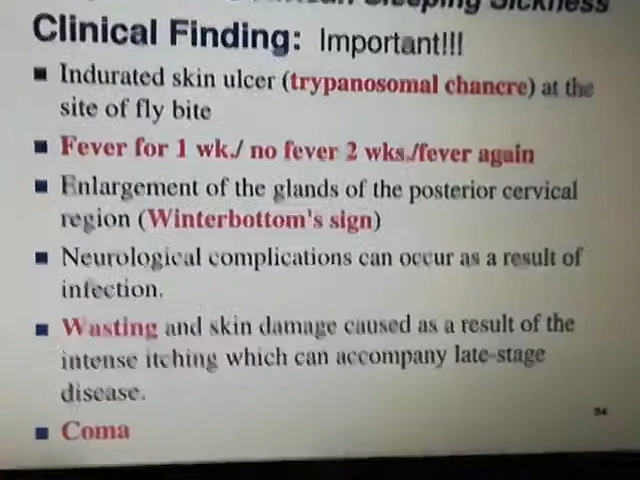 Sleeping Sickness
Clinical Finding: Important!!!
■ Indurated skin ulcer (trypanosomal chancre) at the
site of fly bite
■ Fever for 1 wk./ no fever 2 wks./fever again
■ Enlargement of the glands of the posterior cervical
region (Winterbottom's sign)
■ Neurological complications can occur as a result of
infection.
■ Wasting and skin damage caused as a result of the
intense itching which can accompany late-stage
disease.
■ Coma
54